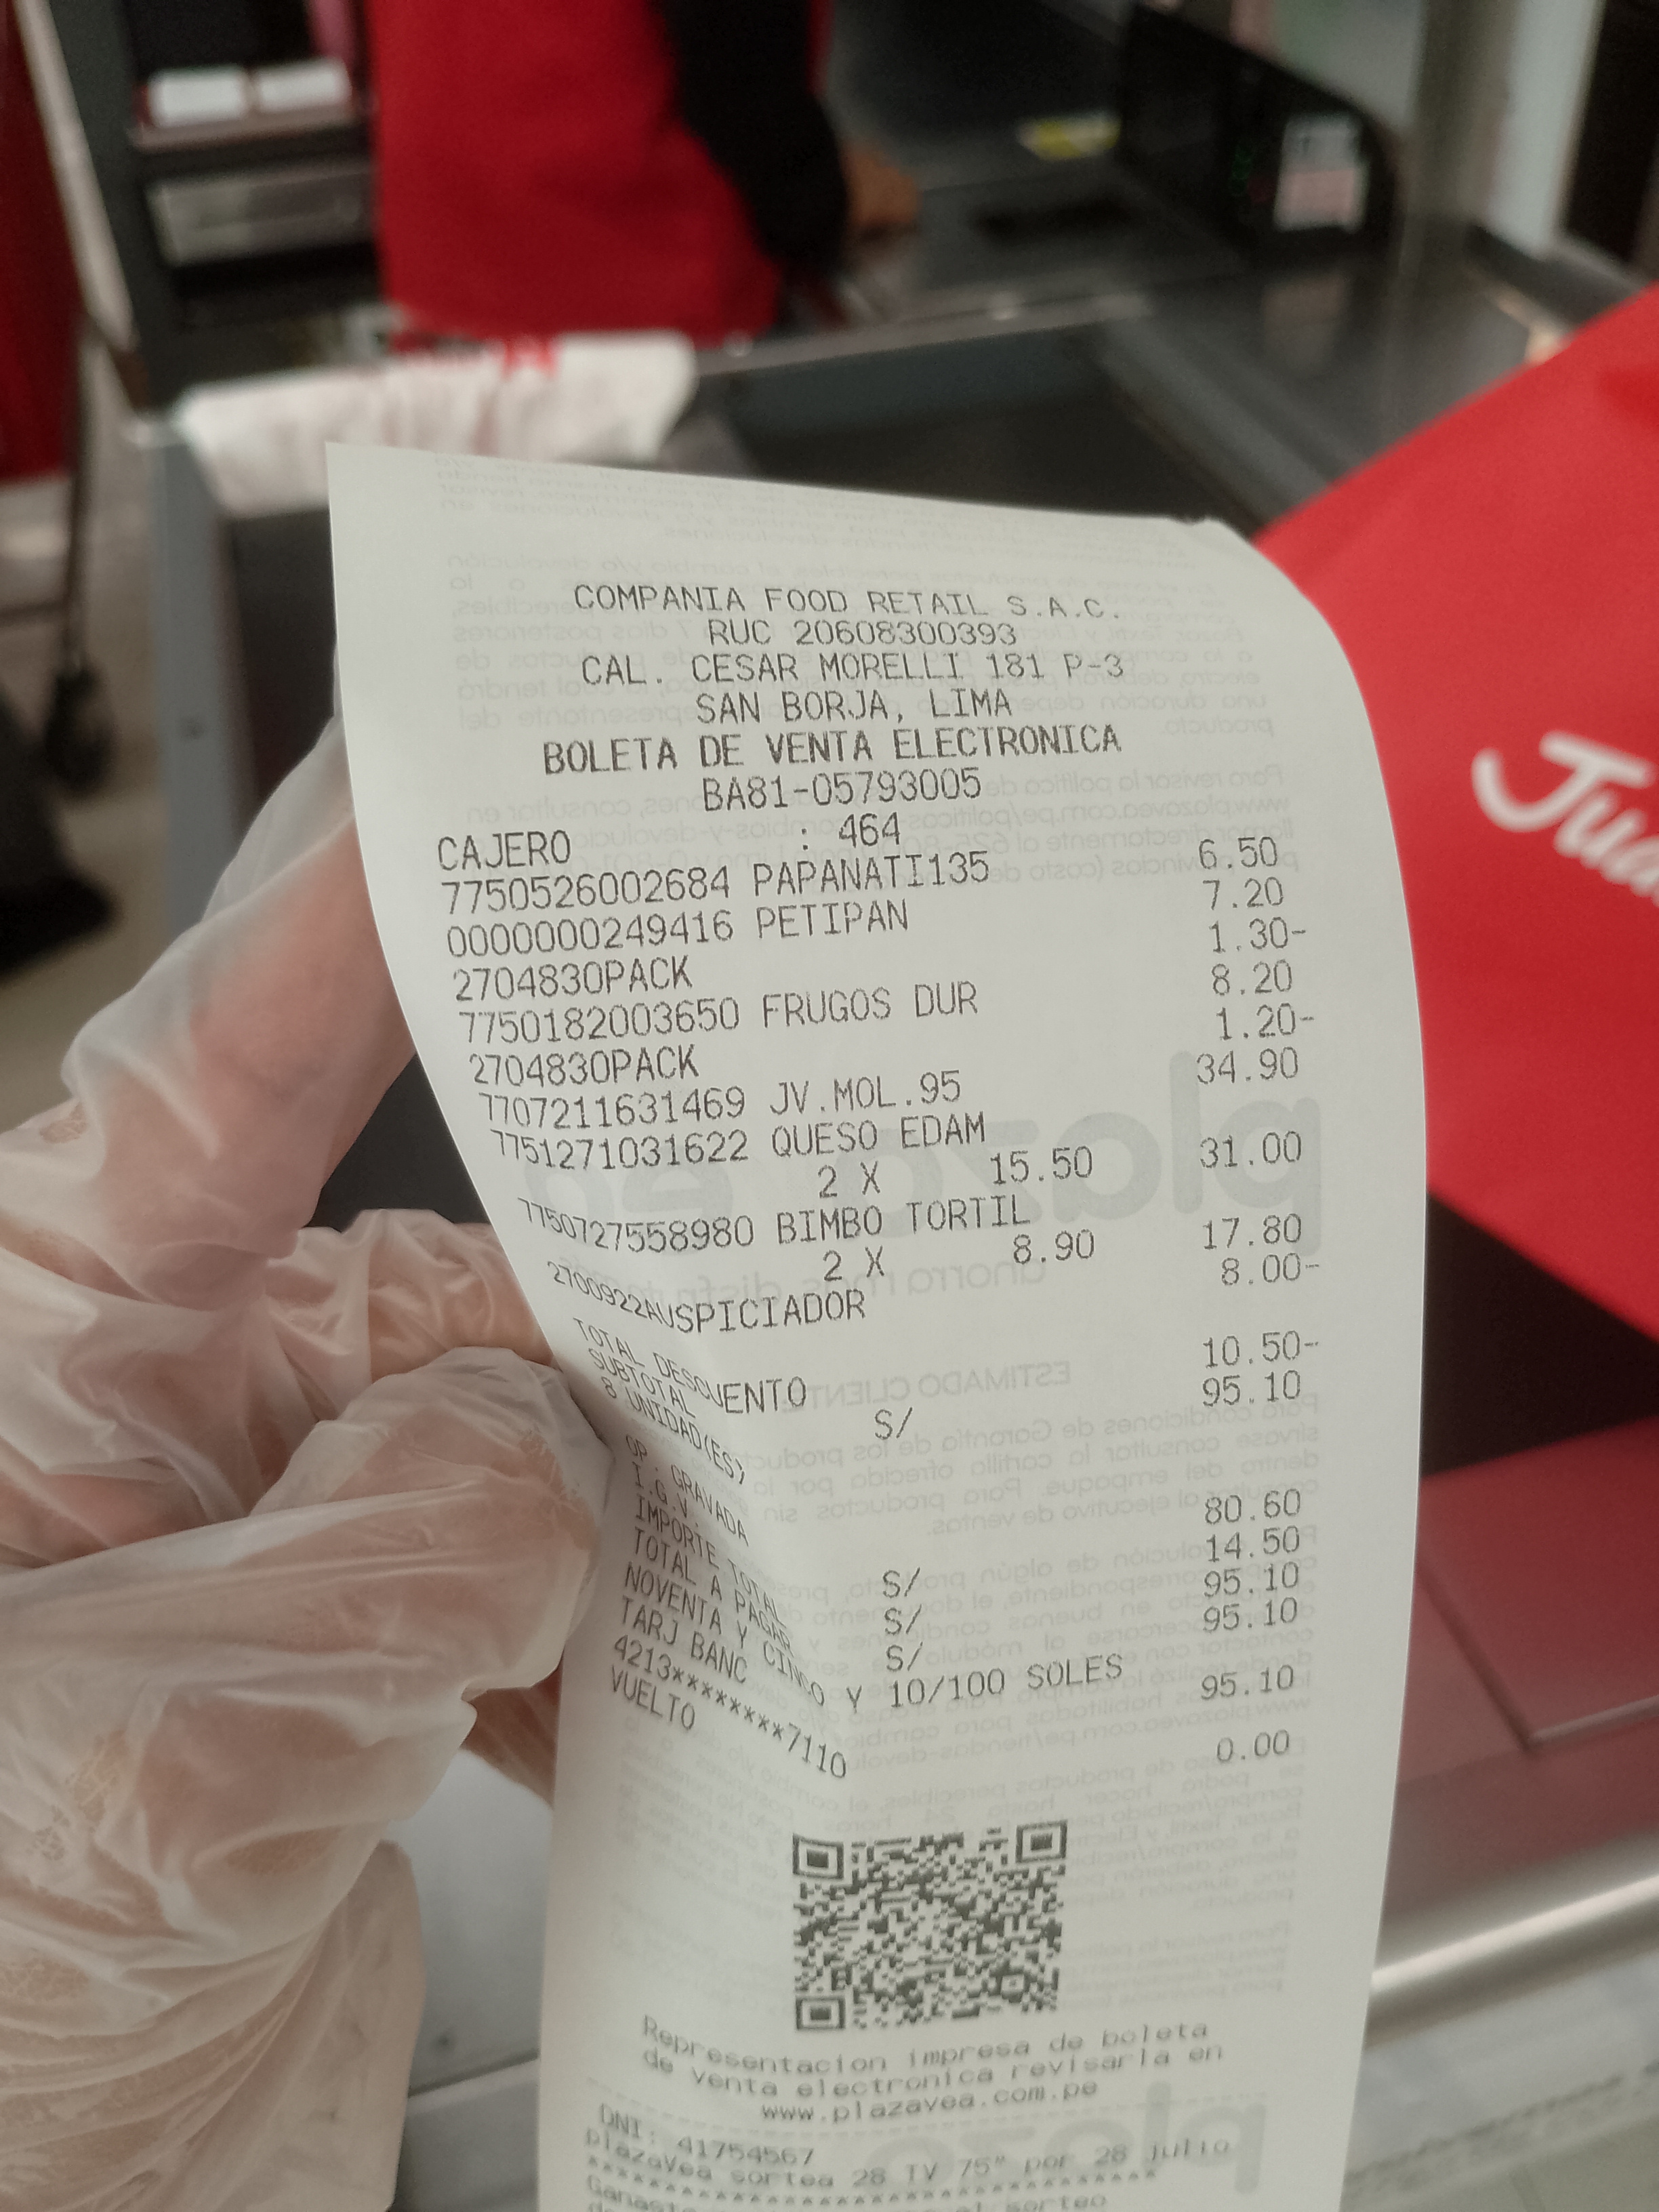 COMPANIA FOOD RETAIL S.A.C.
RUC 20608300393
CAL. CESAR MORELLI 181 P-3
SAN BORJA, LIMA
BOLETA DE VENTA ELECTRONICA
BA81-05793005
CAJERO : 464
7750526002684 PAPANATI135 6.50
0000000249416 PETIPAN 7.20
2704830PACK 1.30-
7750182003650 FRUGOS DUR 8.20
2704830PACK 1.20-
7707211631469 JV.MOL.95 34.90
7751271031622 QUESO EDAM
2 X 15.50 31.00
7750727558980 BIMBO TORTIL
2 X 8.90 17.80
2700922AUSPICIADOR 8.00-
TOTAL DESCUENTO 10.50-
SUBTOTAL S/ 95.10
8 UNIDAD(ES)
OP. GRAVADA 80.60
I.G.V. S/ 14.50
IMPORTE TOTAL S/ 95.10
TOTAL A PAGAR S/ 95.10
NOVENTA Y CINCO Y 10/100 SOLES
TARJ BANC 95.10
4213********7110
VUELTO 0.00
Representacion impresa de boleta
de venta electronica revisarla en
www.plazavea.com.pe
DNI: 41754567
plazaVea sortea 28 TV 75" por 28 julio
sorteo
Jua